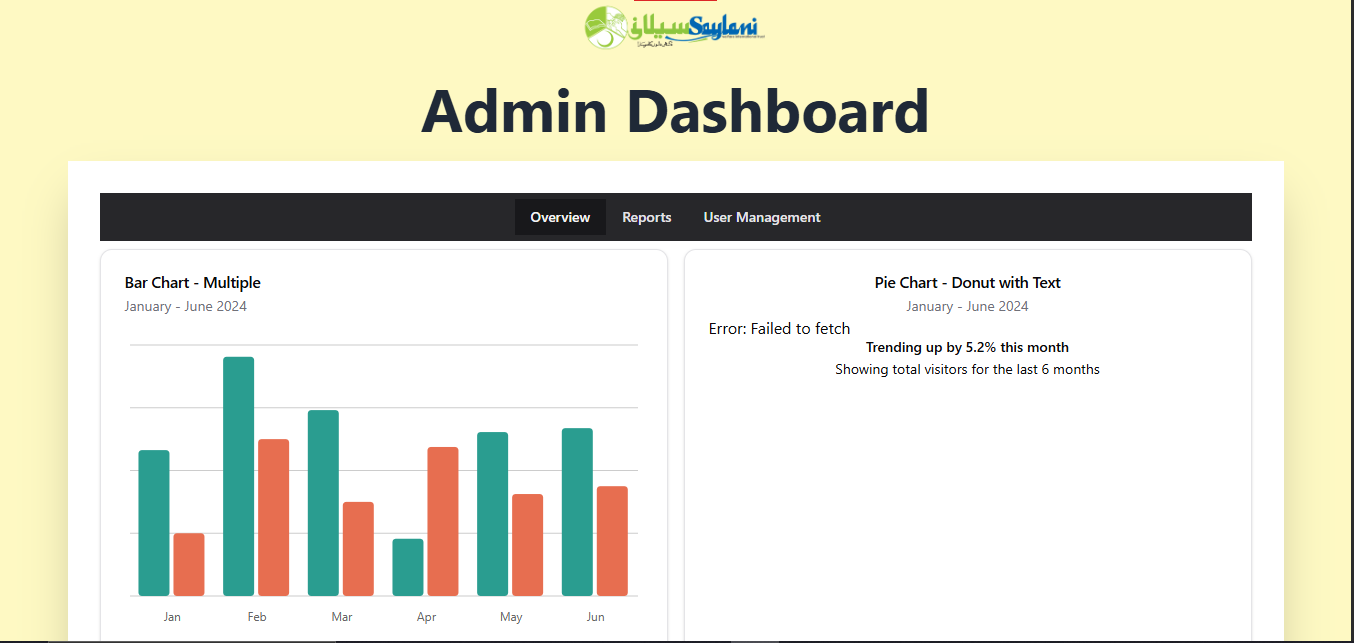 سیلانی Saylani
Admin Dashboard
Overview Reports User Management
Bar Chart - Multiple
January - June 2024
Jan Feb Mar Apr May Jun
Pie Chart - Donut with Text
January - June 2024
Error: Failed to fetch
Trending up by 5.2% this month
Showing total visitors for the last 6 months